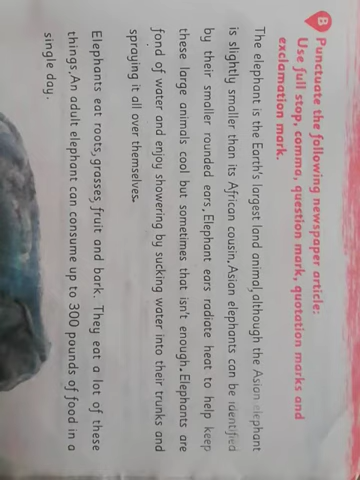 B Punctuate the following newspaper article:
Use full stop, comma, question mark, quotation marks and
exclamation mark.
The elephant is the Earth's largest land animal,although the Asian elephant
is slightly smaller than its African cousin.Asian elephants can be identified
by their smaller rounded ears.Elephant ears radiate heat to help keep
these large animals cool but sometimes that isn't enough.Elephants are
fond of water and enjoy showering by sucking water into their trunks and
spraying it all over themselves.
Elephants eat roots,grasses,fruit and bark. They eat a lot of these
things.An adult elephant can consume up to 300 pounds of food in a
single day.